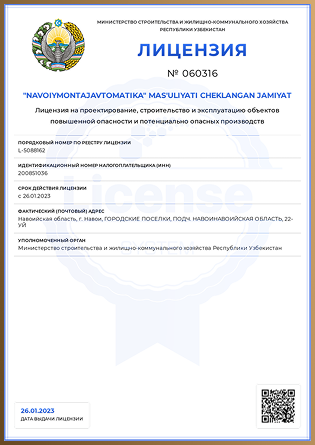 МИНИСТЕРСТВО СТРОИТЕЛЬСТВА И ЖИЛИЩНО-КОММУНАЛЬНОГО ХОЗЯЙСТВА
РЕСПУБЛИКИ УЗБЕКИСТАН
ЛИЦЕНЗИЯ
№ 060316
"NAVOIYMONTAJAVTOMATIKA" MAS'ULIYATI CHEKLANGAN JAMIYAT
Лицензия на проектирование, строительство и эксплуатацию объектов
повышенной опасности и потенциально опасных производств
ПОРЯДКОВЫЙ НОМЕР ПО РЕЕСТРУ ЛИЦЕНЗИИ
L-5088162
ИДЕНТИФИКАЦИОННЫЙ НОМЕР НАЛОГОПЛАТЕЛЬЩИКА (ИНН)
200851036
СРОК ДЕЙСТВИЯ ЛИЦЕНЗИИ
с 26.01.2023
License
ФАКТИЧЕСКИЙ (ПОЧТОВЫЙ) АДРЕС
Навоийская область, г. Навои, ГОРОДСКИЕ ПОСЕЛКИ, ПОДЧ. НАВОИНАВОИЙСКАЯ ОБЛАСТЬ, 22-
УЙ
УПОЛНОМОЧЕННЫЙ ОРГАН
Министерство строительства и жилищно-коммунального хозяйства Республики Узбекистан
26.01.2023
ДАТА ВЫДАЧИ ЛИЦЕНЗИИ